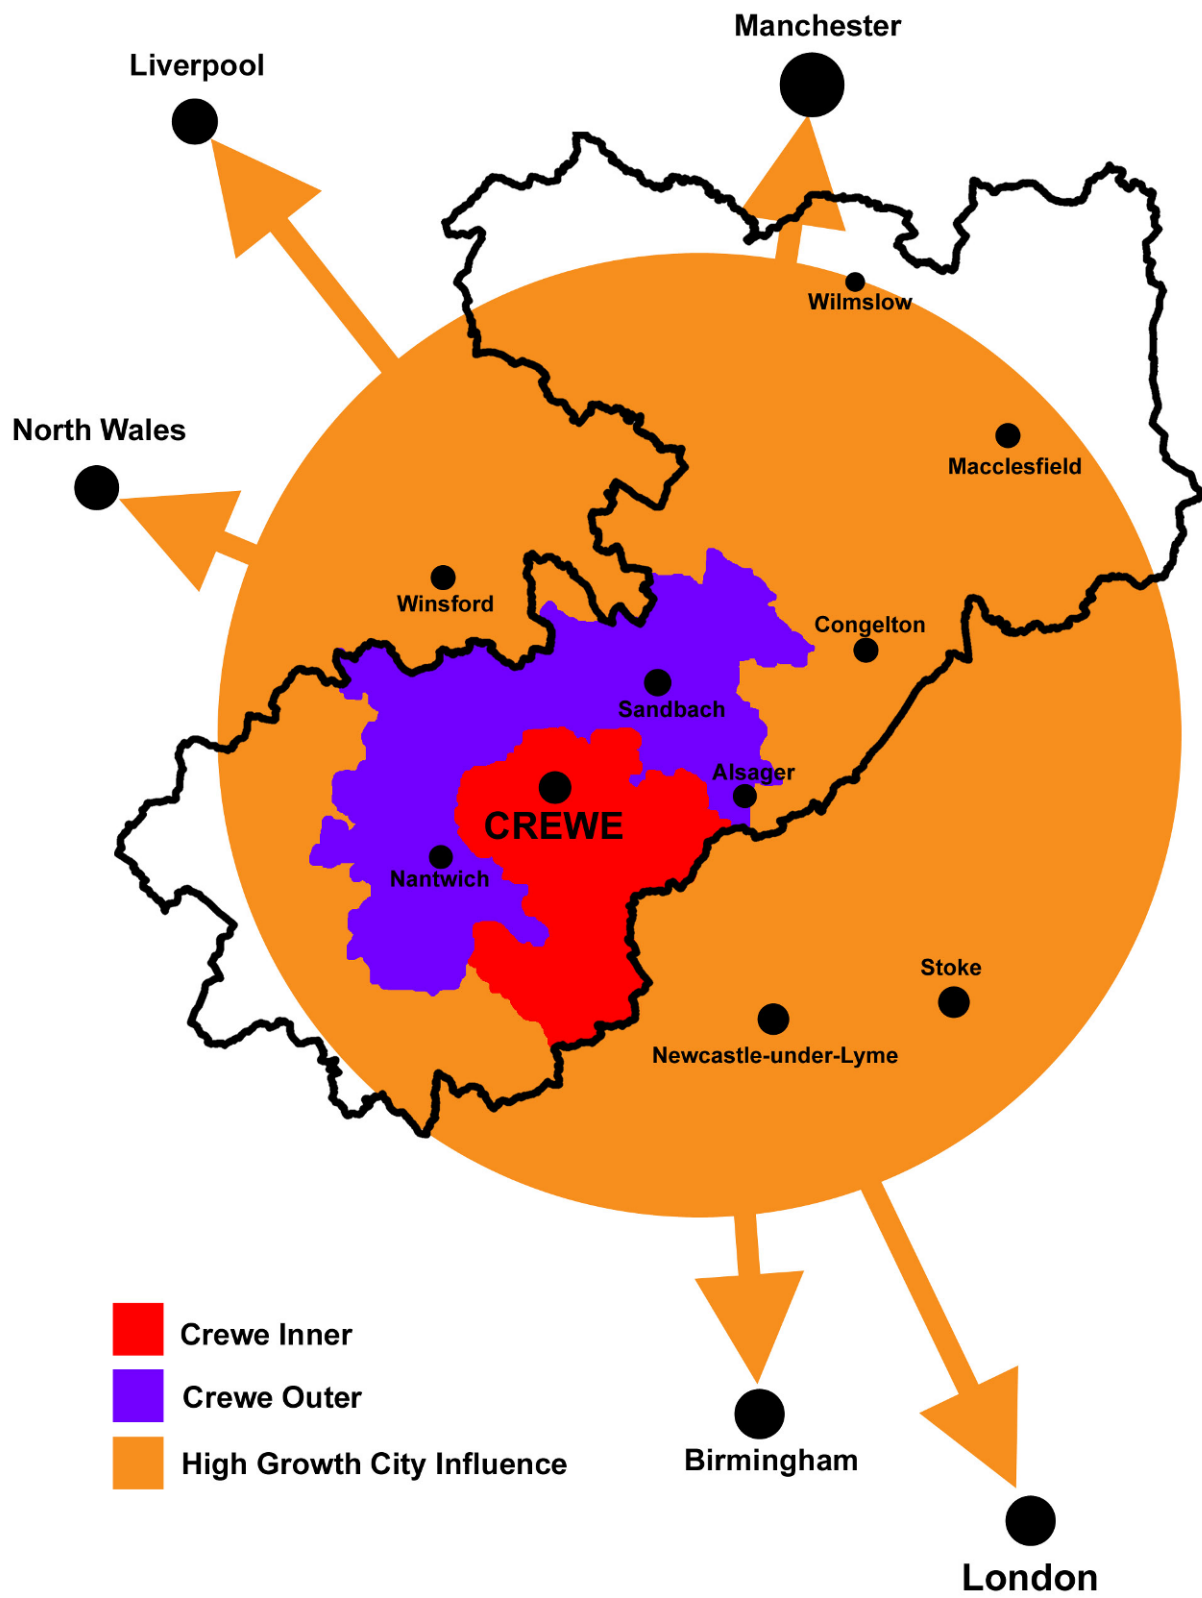 Manchester
Liverpool
Wilmslow
North Wales
Macclesfield
Winsford
Congelton
Sandbach
Alsager
CREWE
Nantwich
Stoke
Newcastle-under-Lyme
Crewe Inner
Crewe Outer
High Growth City Influence
Birmingham
London